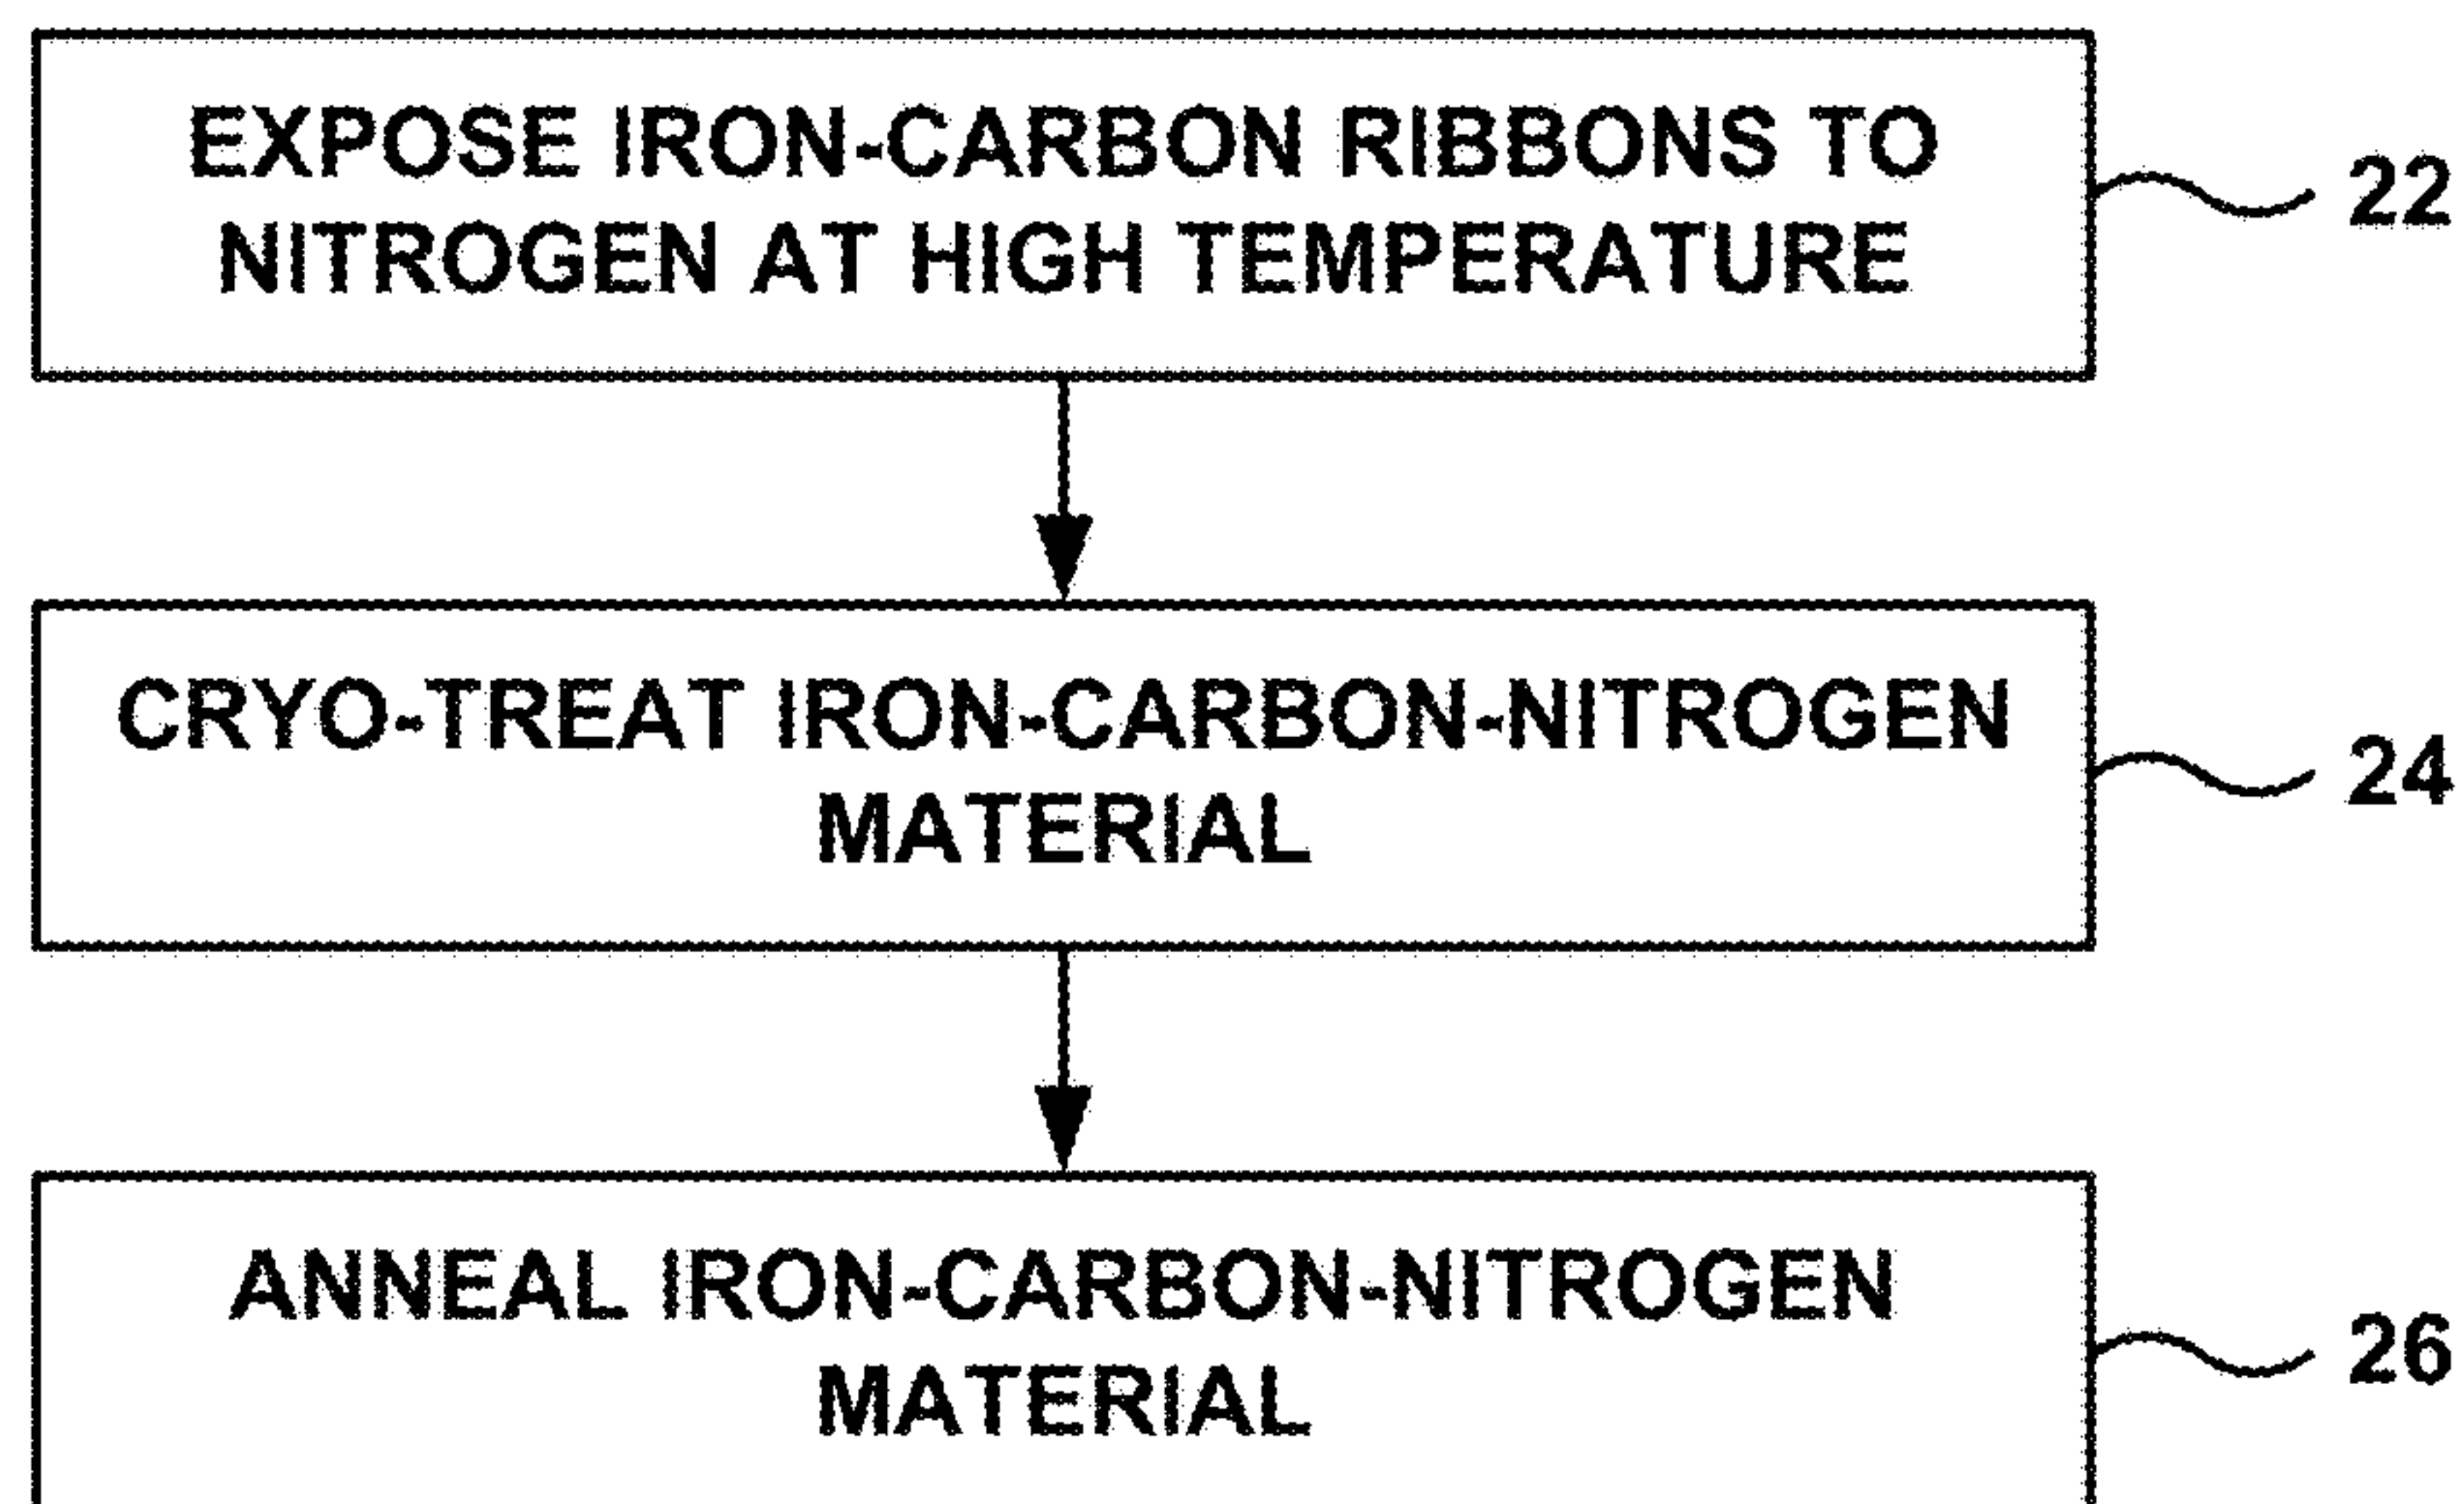 EXPOSE IRON-CARBON RIBBONS TO
NITROGEN AT HIGH TEMPERATURE
22
CRYO-TREAT IRON-CARBON-NITROGEN
MATERIAL
24
ANNEAL IRON-CARBON-NITROGEN
MATERIAL
26